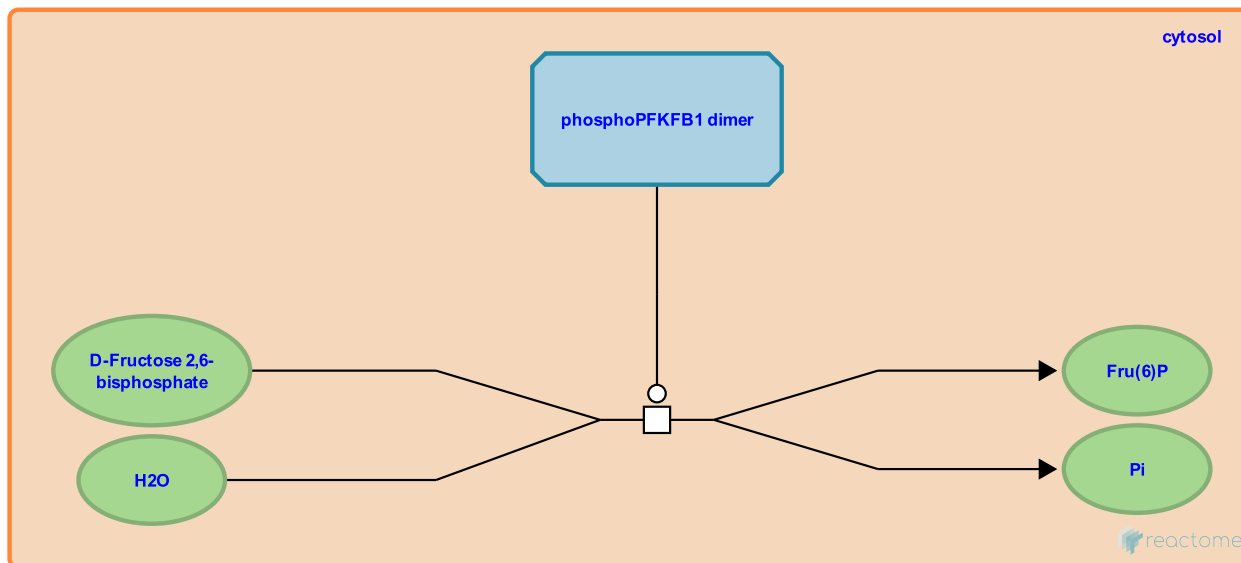 cytosol
phosphoPFKFB1 dimer
D-Fructose 2,6-
bisphosphate
Fru(6)P
H2O
Pi
reactome